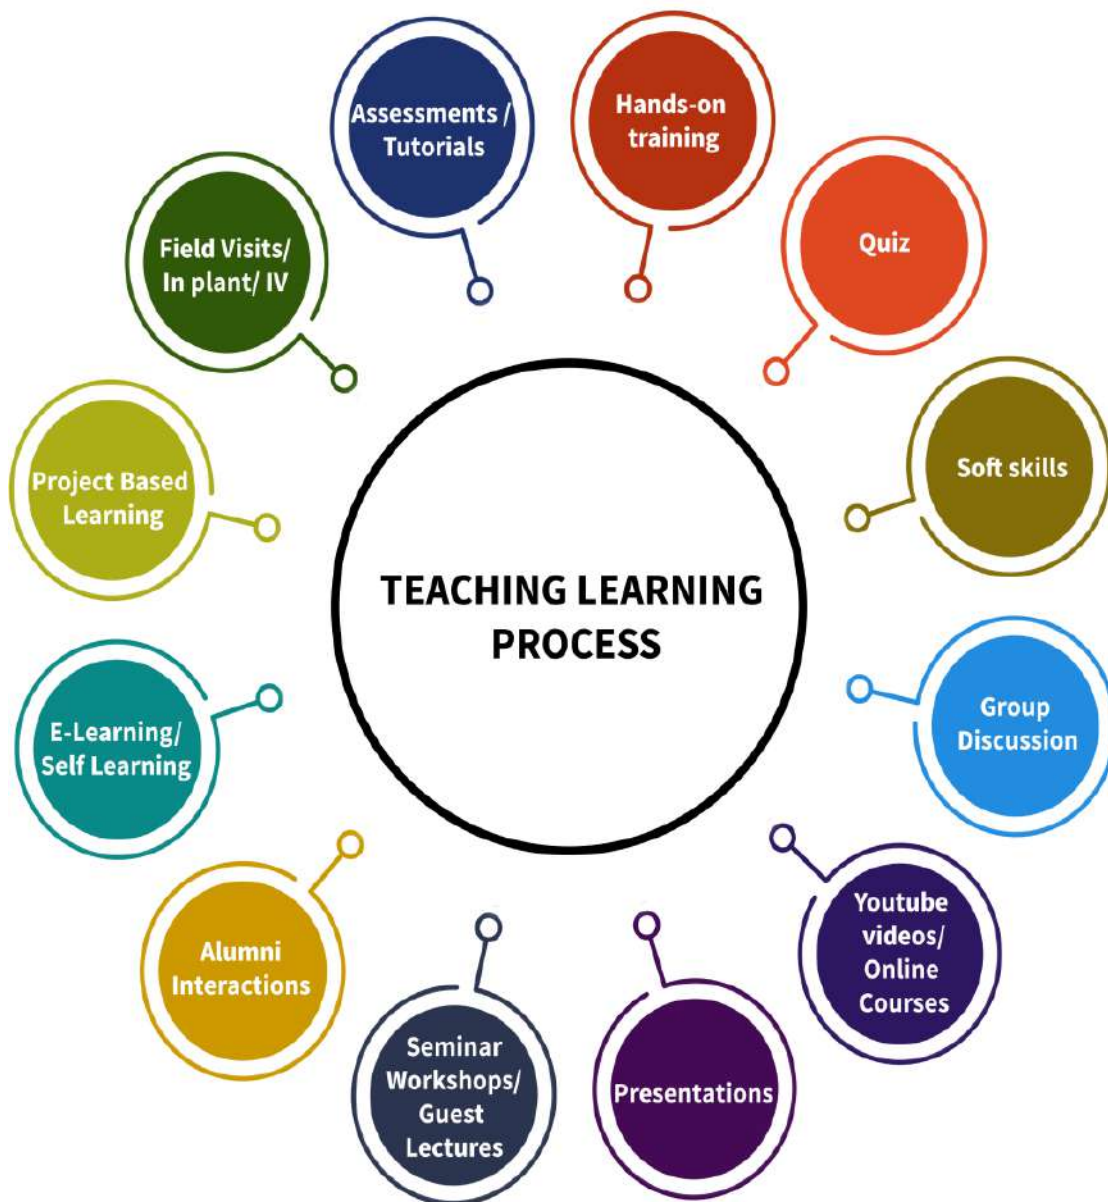 Assessments /
Tutorials
Hands-on
training
Quiz
Soft skills
Group
Discussion
Youtube
videos/
Online
Courses
Presentations
Seminar
Workshops/
Guest
Lectures
Alumni
Interactions
E-Learning/
Self Learning
Project Based
Learning
Field Visits/
In plant/ IV
TEACHING LEARNING
PROCESS